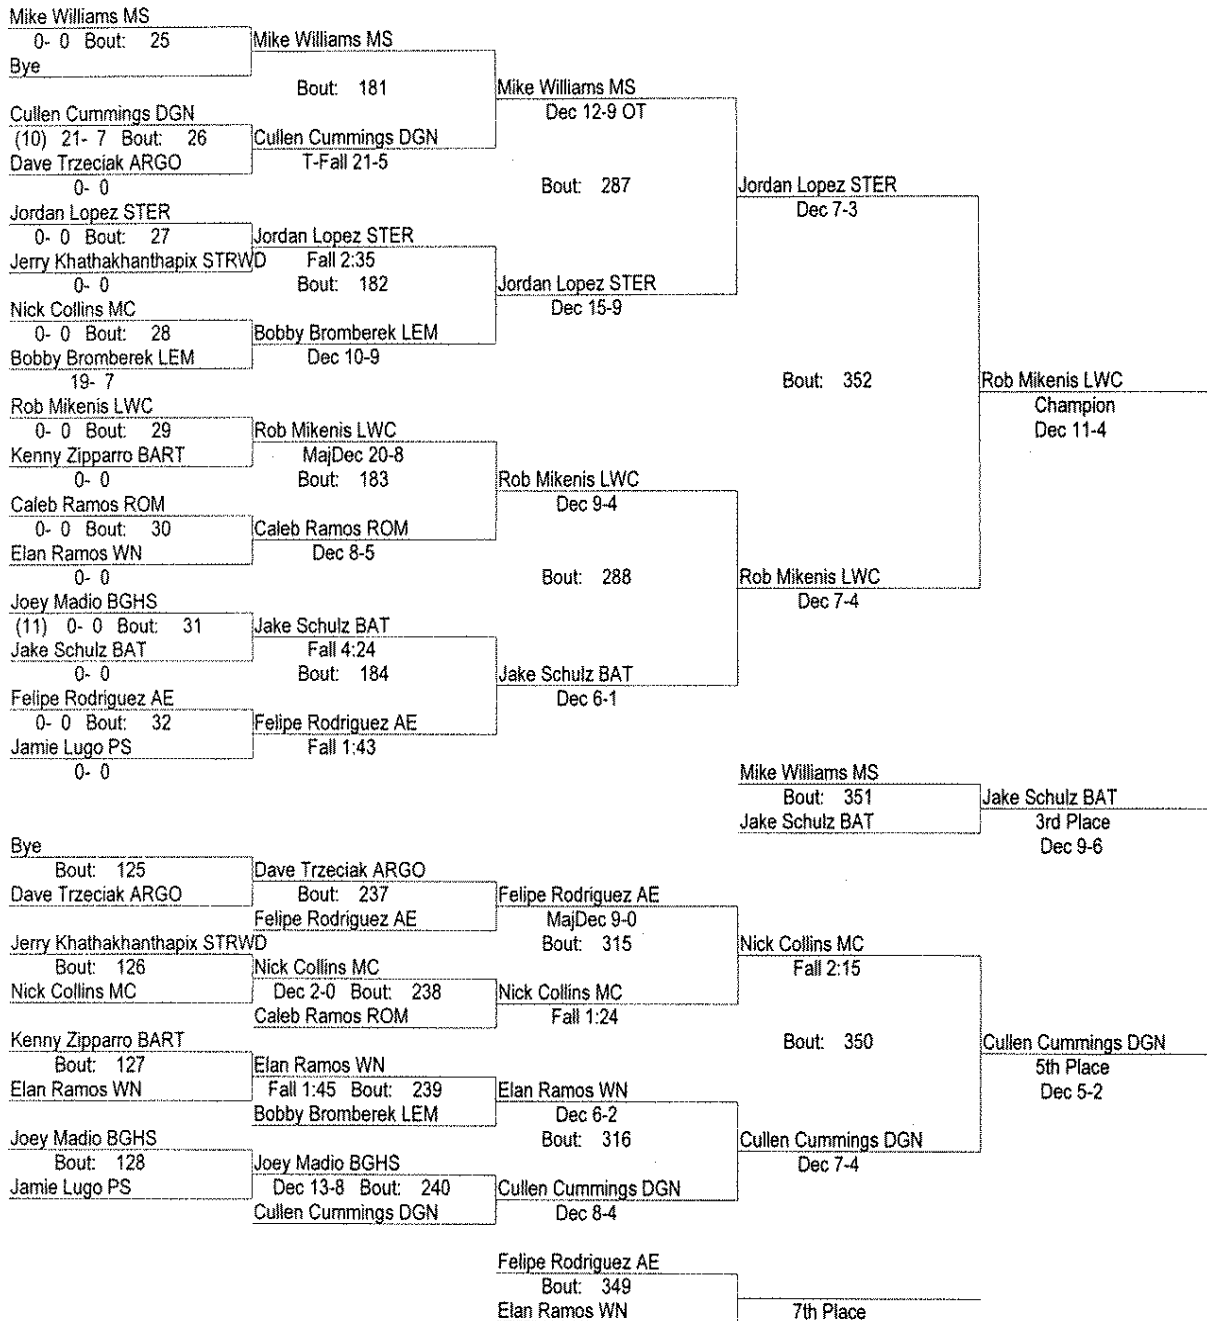 Mike Williams MS
0- 0 Bout: 25
Bye
Cullen Cummings DGN
(10) 21- 7 Bout: 26
Dave Trzeciak ARGO
0- 0
Jordan Lopez STER
0- 0 Bout: 27
Jerry Khathakhanthapix STRWD
0- 0
Nick Collins MC
0- 0 Bout: 28
Bobby Bromberek LEM
19- 7
Rob Mikenis LWC
0- 0 Bout: 29
Kenny Zipparro BART
0- 0
Caleb Ramos ROM
0- 0 Bout: 30
Elan Ramos WN
0- 0
Joey Madio BGHS
(11) 0- 0 Bout: 31
Jake Schulz BAT
0- 0
Felipe Rodriguez AE
0- 0 Bout: 32
Jamie Lugo PS
0- 0
Mike Williams MS
Bout: 181
Cullen Cummings DGN
T-Fall 21-5
Jordan Lopez STER
Fall 2:35
Bout: 182
Bobby Bromberek LEM
Dec 10-9
Rob Mikenis LWC
MajDec 20-8
Bout: 183
Caleb Ramos ROM
Dec 8-5
Jake Schulz BAT
Fall 4:24
Bout: 184
Felipe Rodriguez AE
Fall 1:43
Mike Williams MS
Dec 12-9 OT
Bout: 287
Jordan Lopez STER
Dec 15-9
Rob Mikenis LWC
Dec 9-4
Bout: 288
Jake Schulz BAT
Dec 6-1
Jordan Lopez STER
Dec 7-3
Bout: 352
Rob Mikenis LWC
Dec 7-4
Rob Mikenis LWC
Champion
Dec 11-4
Mike Williams MS
Bout: 351
Jake Schulz BAT
Jake Schulz BAT
3rd Place
Dec 9-6
Bye
Bout: 125
Dave Trzeciak ARGO
Jerry Khathakhanthapix STRWD
Bout: 126
Nick Collins MC
Kenny Zipparro BART
Bout: 127
Elan Ramos WN
Joey Madio BGHS
Bout: 128
Jamie Lugo PS
Dave Trzeciak ARGO
Bout: 237
Felipe Rodriguez AE
Nick Collins MC
Dec 2-0 Bout: 238
Caleb Ramos ROM
Elan Ramos WN
Fall 1:45 Bout: 239
Bobby Bromberek LEM
Joey Madio BGHS
Dec 13-8 Bout: 240
Cullen Cummings DGN
Felipe Rodriguez AE
MajDec 9-0
Bout: 315
Nick Collins MC
Fall 1:24
Elan Ramos WN
Dec 6-2
Bout: 316
Cullen Cummings DGN
Dec 8-4
Nick Collins MC
Fall 2:15
Bout: 350
Cullen Cummings DGN
Dec 7-4
Cullen Cummings DGN
5th Place
Dec 5-2
Felipe Rodriguez AE
Bout: 349
Elan Ramos WN
7th Place